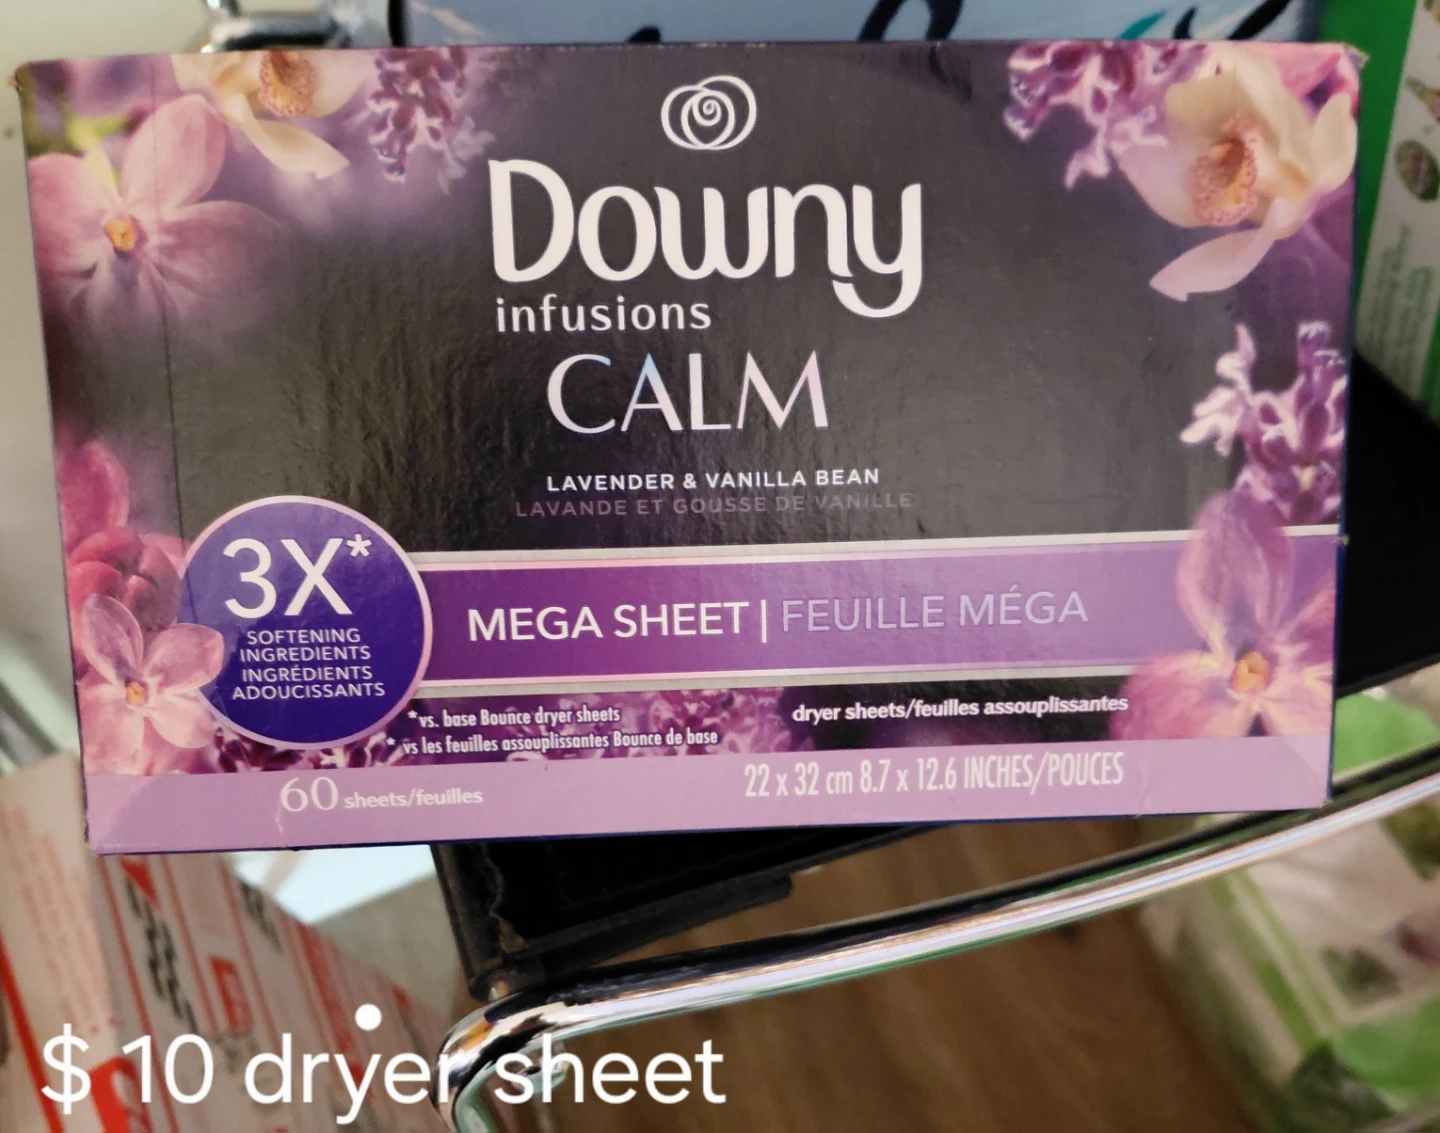 Downy
infusions
CALM
LAVENDER & VANILLA BEAN
LAVANDE ET GOUSSE DE VANILLE
3X*
SOFTENING
INGREDIENTS
INGRÉDIENTS
ADOUCISSANTS
MEGA SHEET | FEUILLE MÉGA
*vs. base Bounce dryer sheets
* vs les feuilles assouplissantes Bounce de base
dryer sheets/feuilles assouplissantes
60 sheets/feuilles
22 x 32 cm 8.7 x 12.6 INCHES/POUCES
$ 10 dryer sheet